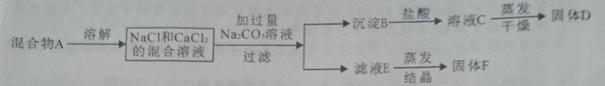 混合物A 溶解 NaCl和CaCl₂的混合溶液 加过量Na₂CO₃溶液 过滤
沉淀B 盐酸 溶液C 蒸发 干燥 固体D
滤液E 蒸发 结晶 固体F